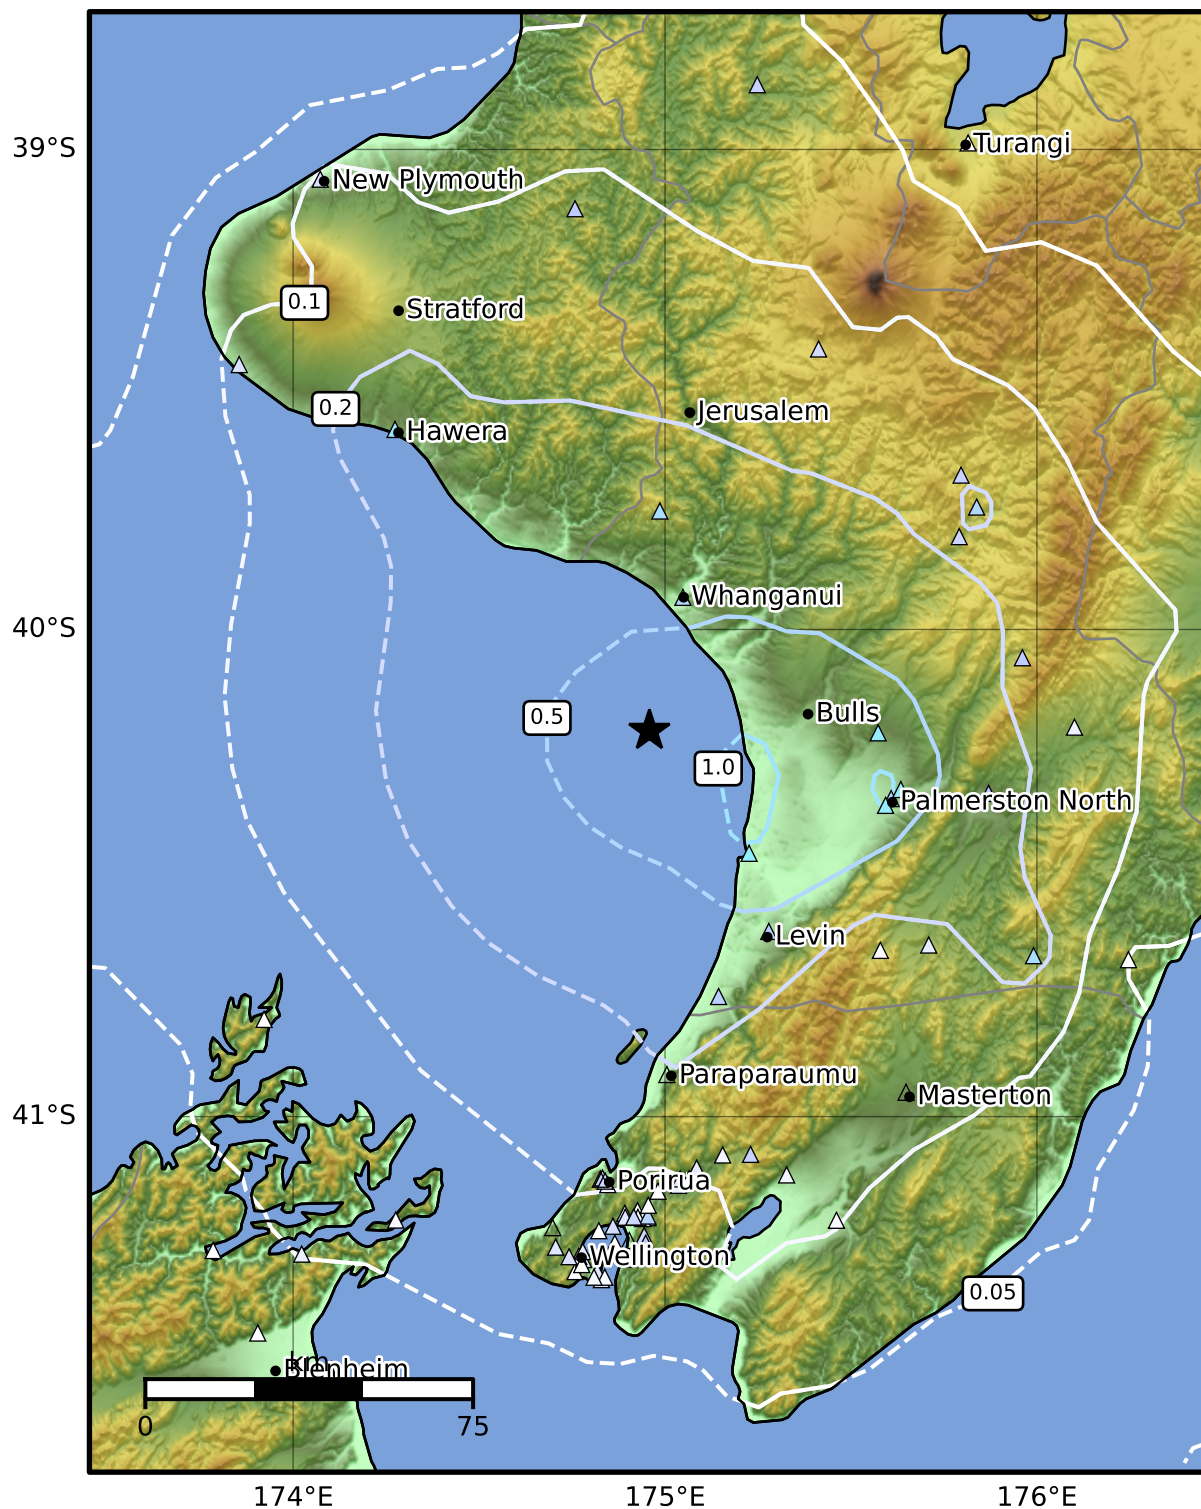 39°S
Turangi
New Plymouth
0.1
Stratford
0.2
Jerusalem
Hawera
Whanganui
40°S
0.5
Bulls
1.0
Palmerston North
Levin
Paraparaumu
Masterton
41°S
Porirua
Wellington
0.05
km
Blenheim
0
75
174°E
175°E
176°E